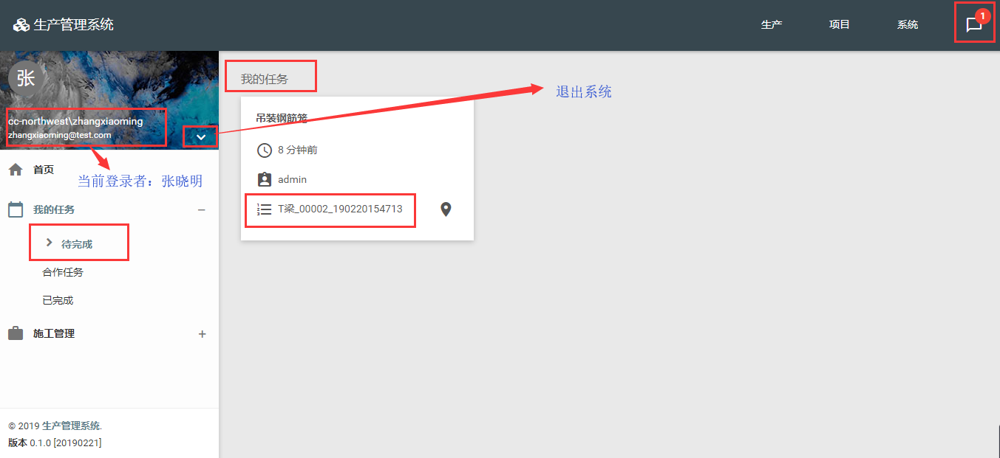 生产管理系统
生产
项目
系统
1
张
cc-northwest\zhangxiaoming
zhangxiaoming@test.com
当前登录者：张晓明
首页
我的任务
待完成
合作任务
已完成
施工管理
© 2019 生产管理系统.
版本 0.1.0 [20190221]
我的任务
退出系统
吊装钢筋笼
8 分钟前
admin
T梁_00002_190220154713